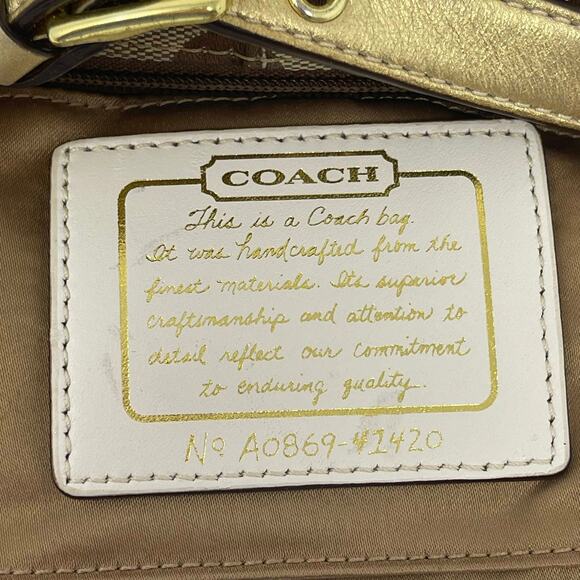 COACH
This is a Coach bag.
It was handcrafted from the
finest materials. Its superior
craftsmanship and attention to
detail reflect our commitment
to enduring quality.
No A0869-41420